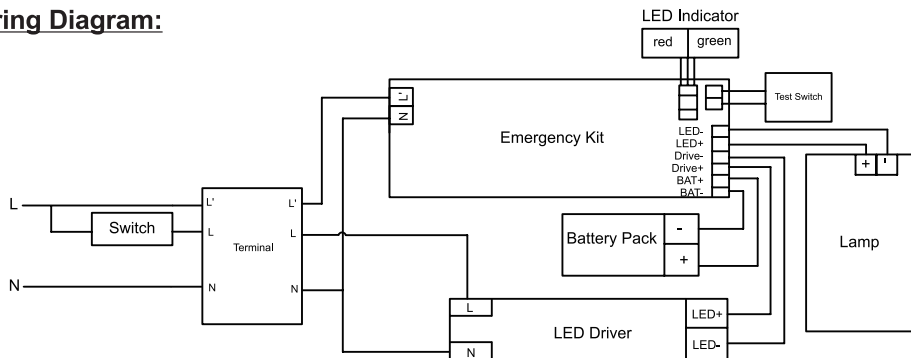 ring Diagram:
LED Indicator
red green
L'
N
Emergency Kit
Test Switch
LED-
LED+
Drive-
Drive+
BAT+
BAT-
+ -
Lamp
L
Switch
N
L'
L
N
Terminal
L'
L
N
Battery Pack
-
+
L
N
LED Driver
LED+
LED-